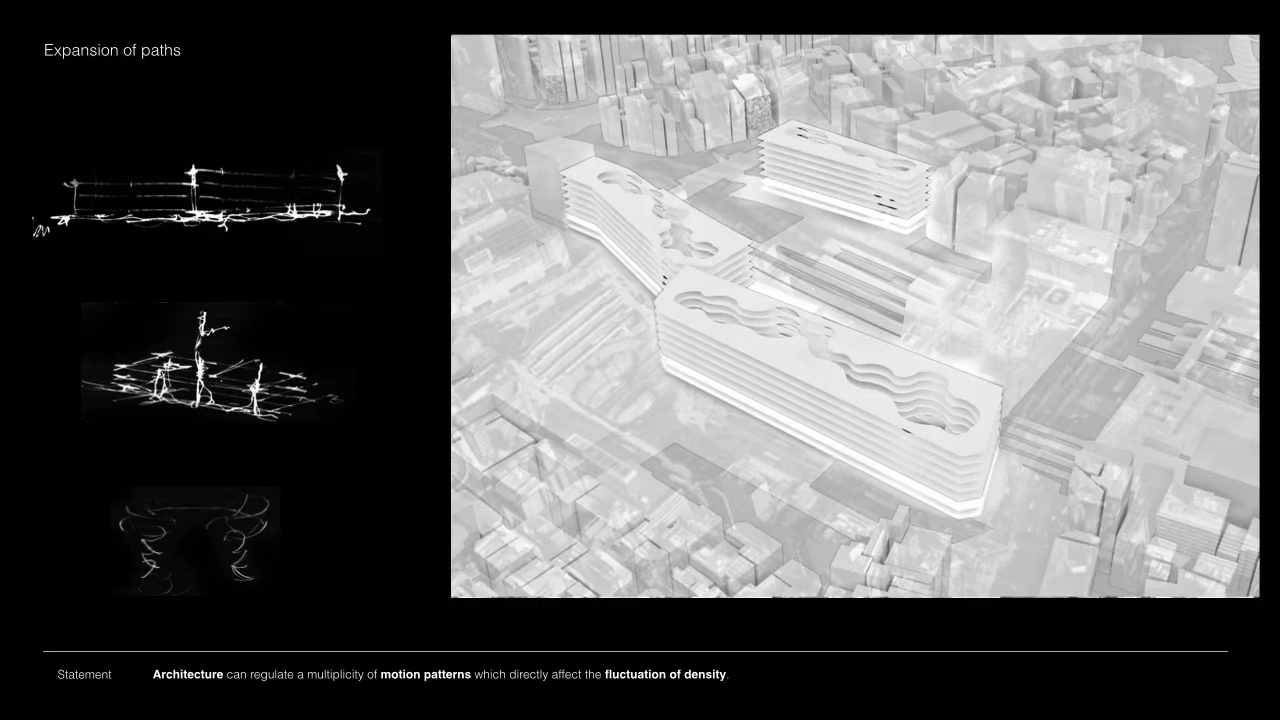 Expansion of paths
Statement
Architecture can regulate a multiplicity of motion patterns which directly affect the fluctuation of density.